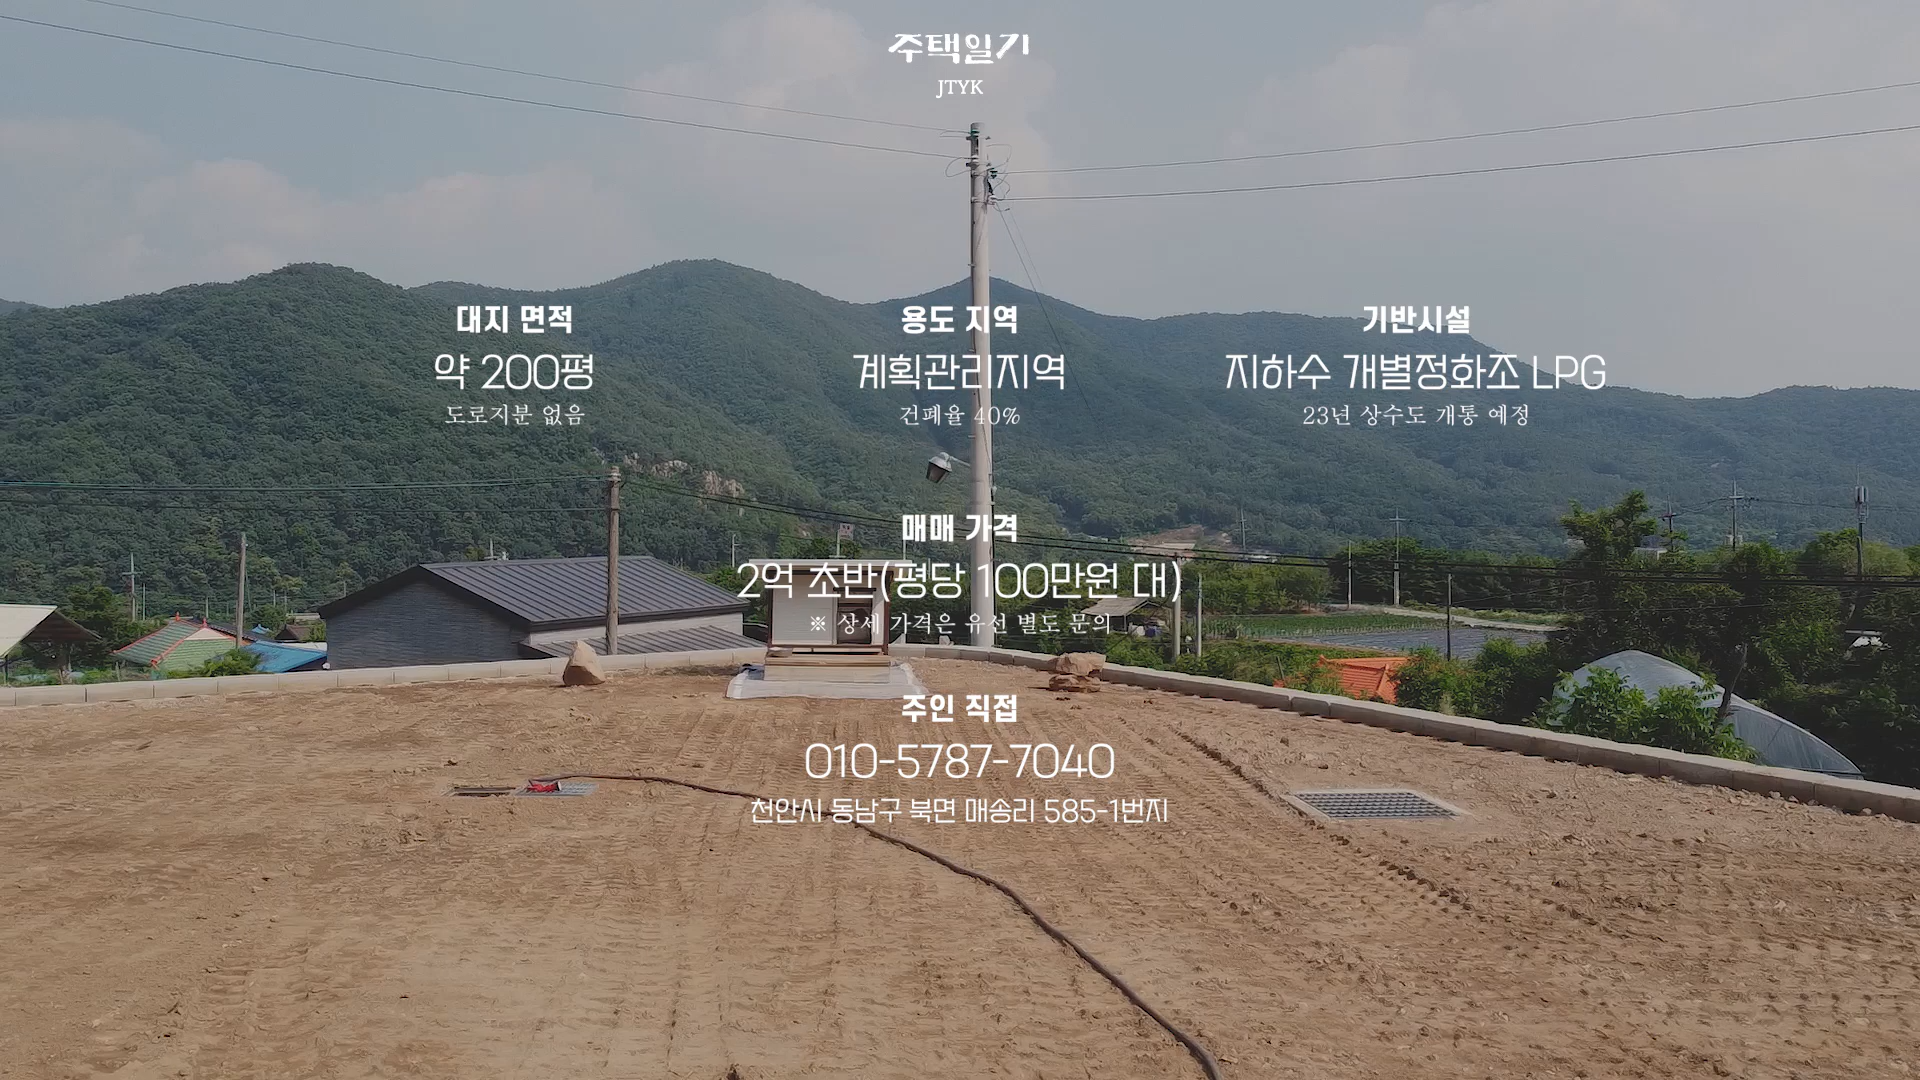 주택일기
JTYK
대지 면적
약 200평
도로지분 없음
용도 지역
계획관리지역
건폐율 40%
기반시설
지하수 개별정화조 LPG
23년 상수도 개통 예정
매매 가격
2억 초반(평당 100만원 대)
※ 상세 가격은 유선 별도 문의
주인 직접
010-5787-7040
천안시 동남구 북면 매송리 585-1번지